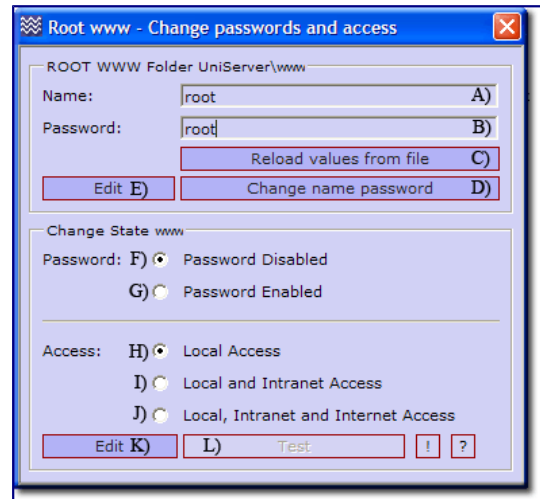 Root www - Change passwords and access
ROOT WWW Folder UniServer\www
Name: root A)
Password: root B)
Reload values from file C)
Edit E) Change name password D)
Change State www
Password: F) Password Disabled
G) Password Enabled
Access: H) Local Access
I) Local and Intranet Access
J) Local, Intranet and Internet Access
Edit K) L) Test ! ?